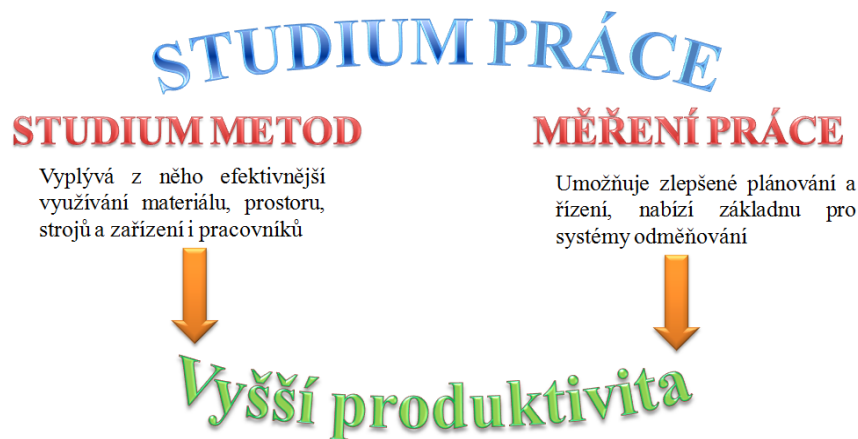 STUDIUM PRÁCE
STUDIUM METOD
Vyplývá z něho efektivnější
využívání materiálu, prostoru,
strojů a zařízení i pracovníků
MĚŘENÍ PRÁCE
Umožňuje zlepšené plánování a
řízení, nabízí základnu pro
systémy odměňování
Vyšší produktivita